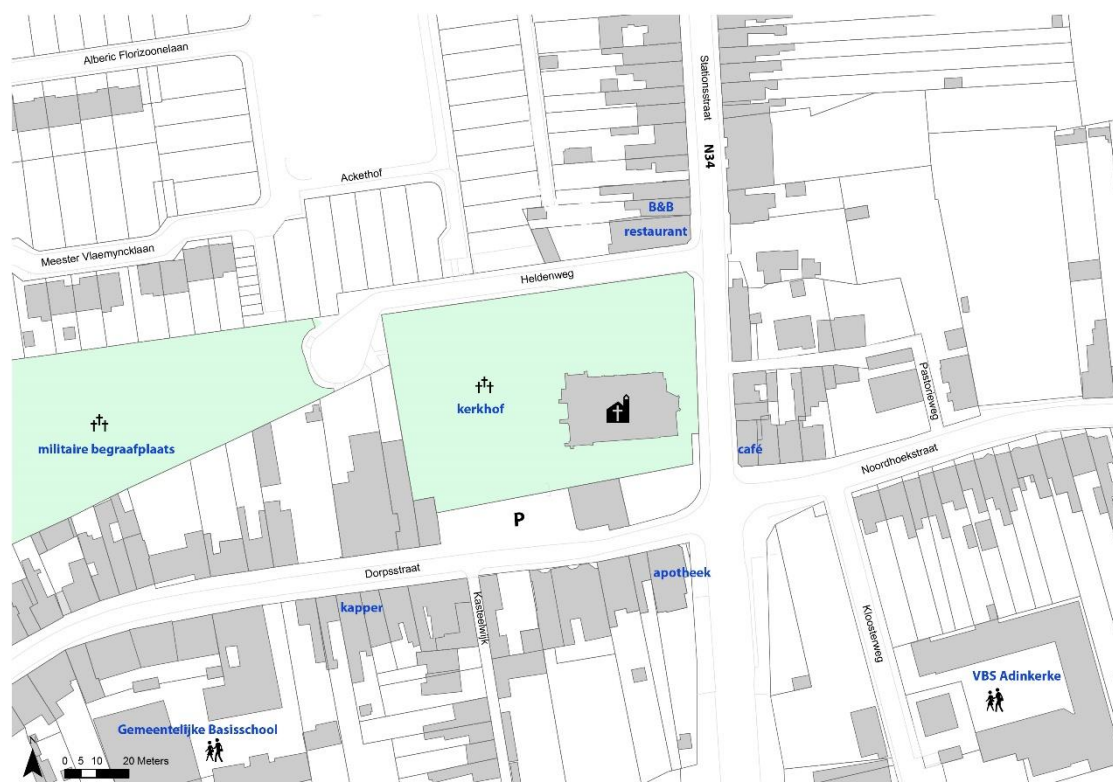 Alberic Florizoonelaan
Stationsstraat
N34
Ackethof
B&B
restaurant
Meester Vlaemyncklaan
Heldenweg
Pastorieweg
kerkhof
militaire begraafplaats
café
Noordhoekstraat
P
Dorpsstraat
apotheek
kapper
Kasteelwijk
Kloosterweg
VBS Adinkerke
Gemeentelijke Basisschool
N
0 5 10 20 Meters